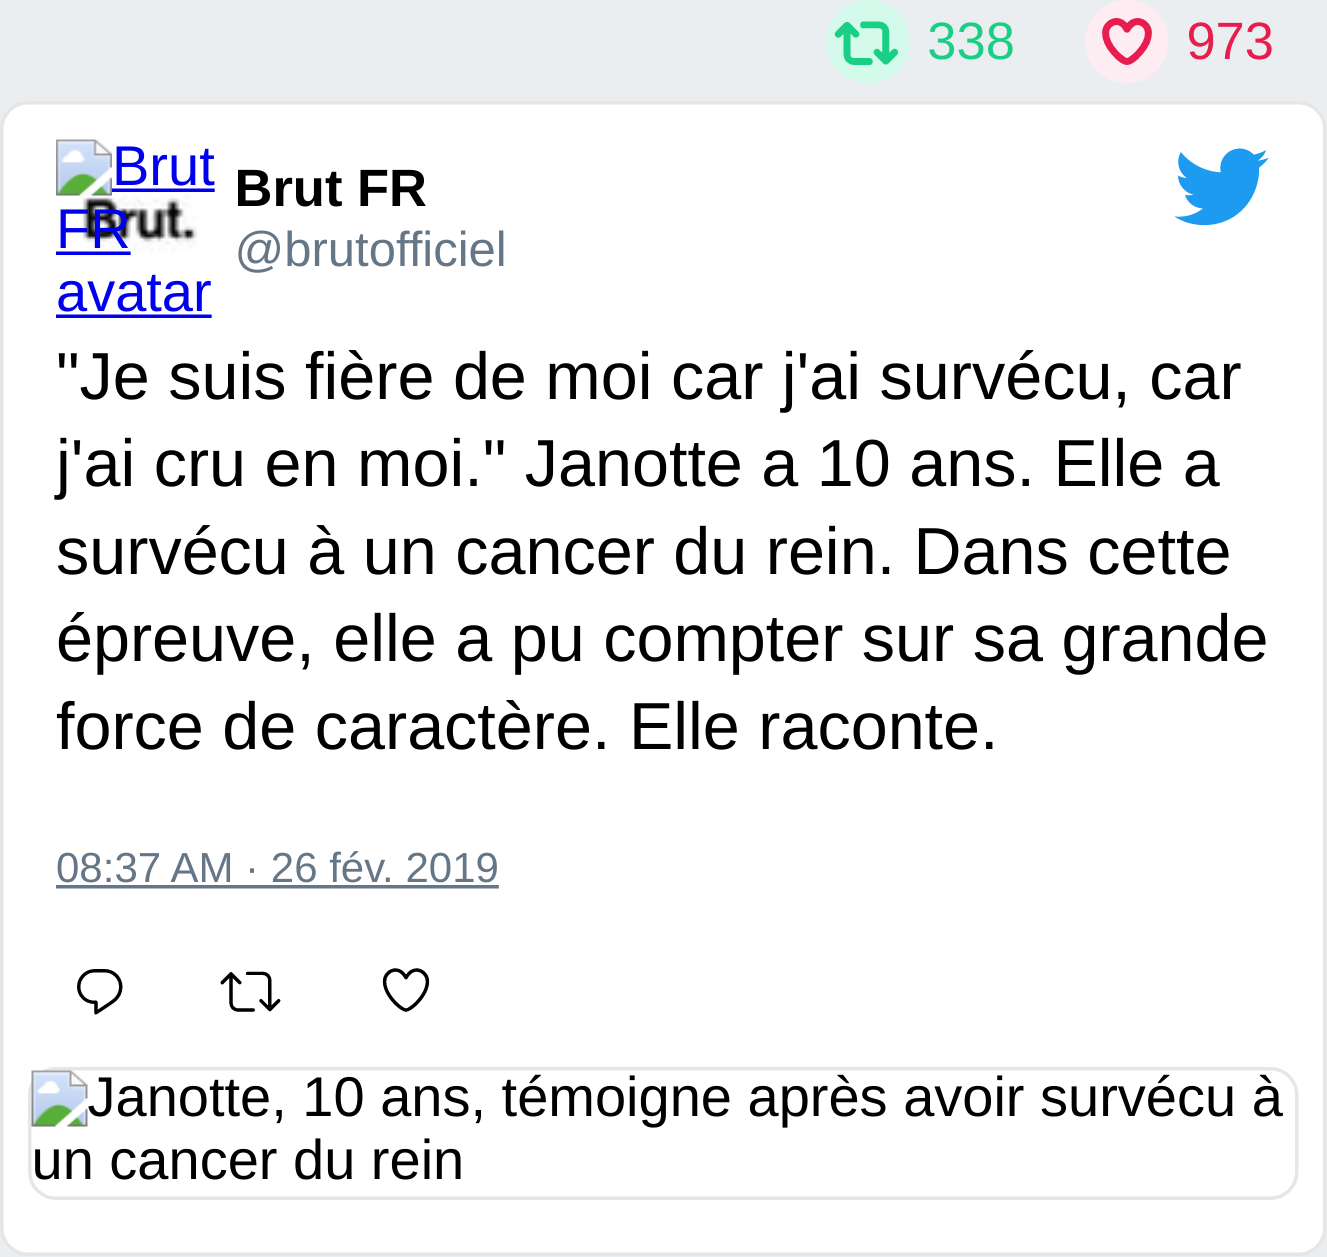 338 973
Brut
FR
avatar
Brut.
Brut FR
@brutofficiel
"Je suis fière de moi car j'ai survécu, car
j'ai cru en moi." Janotte a 10 ans. Elle a
survécu à un cancer du rein. Dans cette
épreuve, elle a pu compter sur sa grande
force de caractère. Elle raconte.
08:37 AM · 26 fév. 2019
Janotte, 10 ans, témoigne après avoir survécu à
un cancer du rein